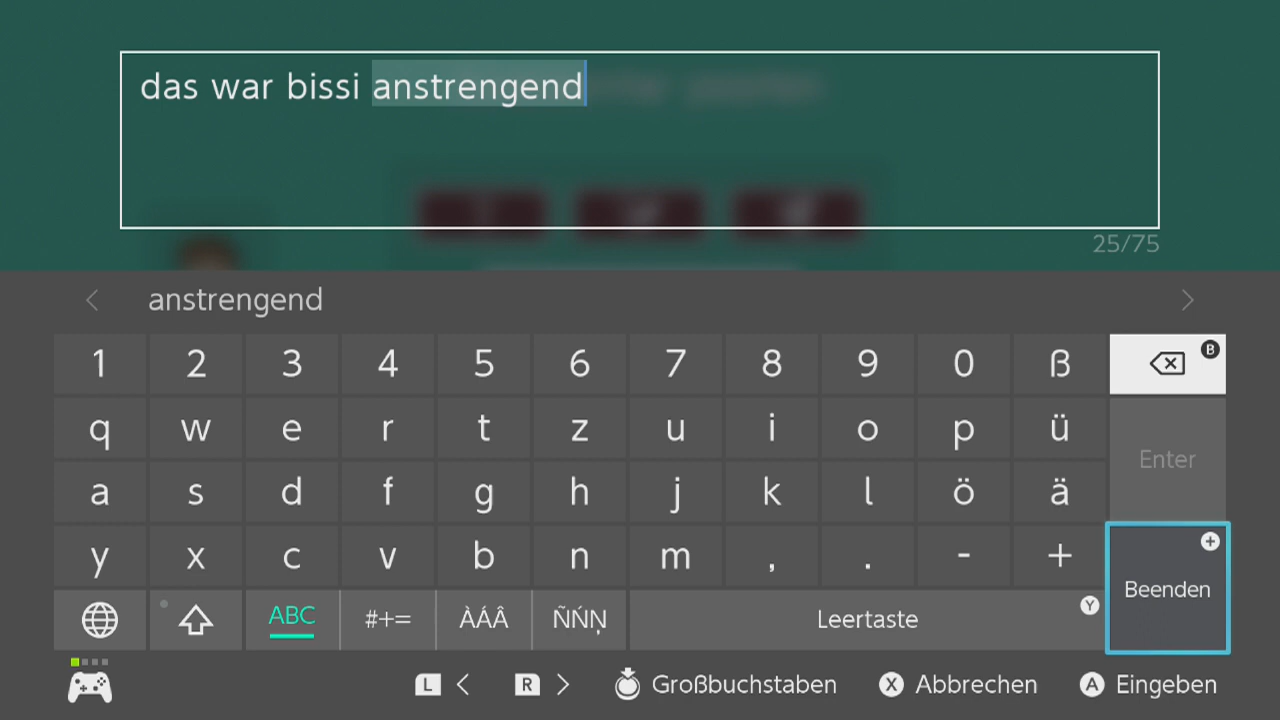 das war bissi anstrengend
25/75
anstrengend
1 2 3 4 5 6 7 8 9 0 ß B
q w e r t z u i o p ü
Enter
a s d f g h j k l ö ä
y x c v b n m , . - +
+
Beenden
ABC #+= ÀÁÂ ÑŃŅ Leertaste Y
L R Großbuchstaben X Abbrechen A Eingeben